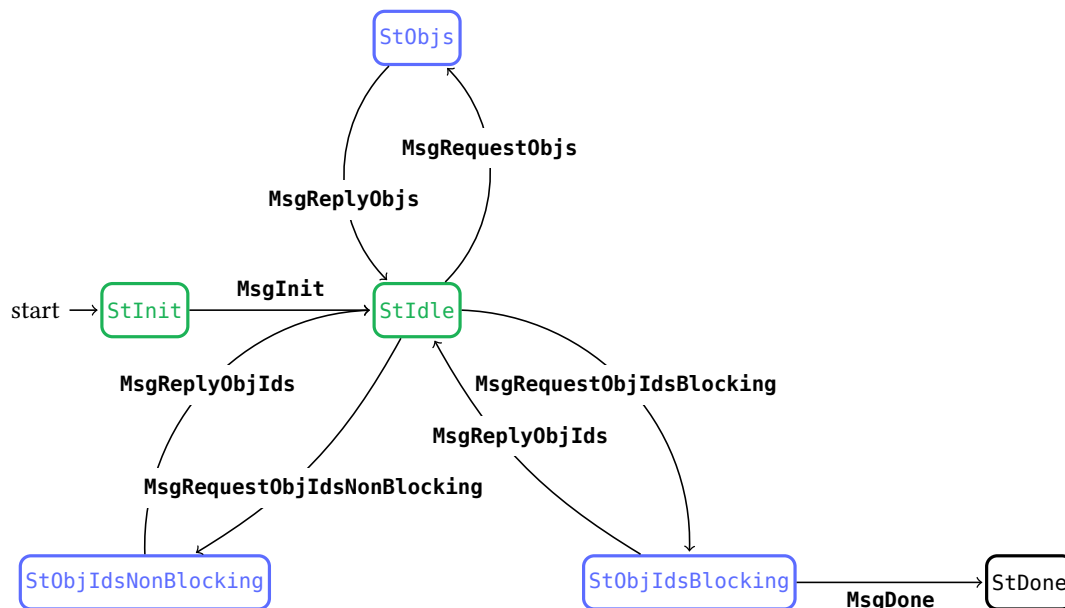 StObjs
MsgRequestObjs
MsgReplyObjs
MsgInit
start
StInit
StIdle
MsgReplyObjIds
MsgRequestObjIdsBlocking
MsgReplyObjIds
MsgRequestObjIdsNonBlocking
StObjIdsNonBlocking
StObjIdsBlocking
StDone
MsgDone